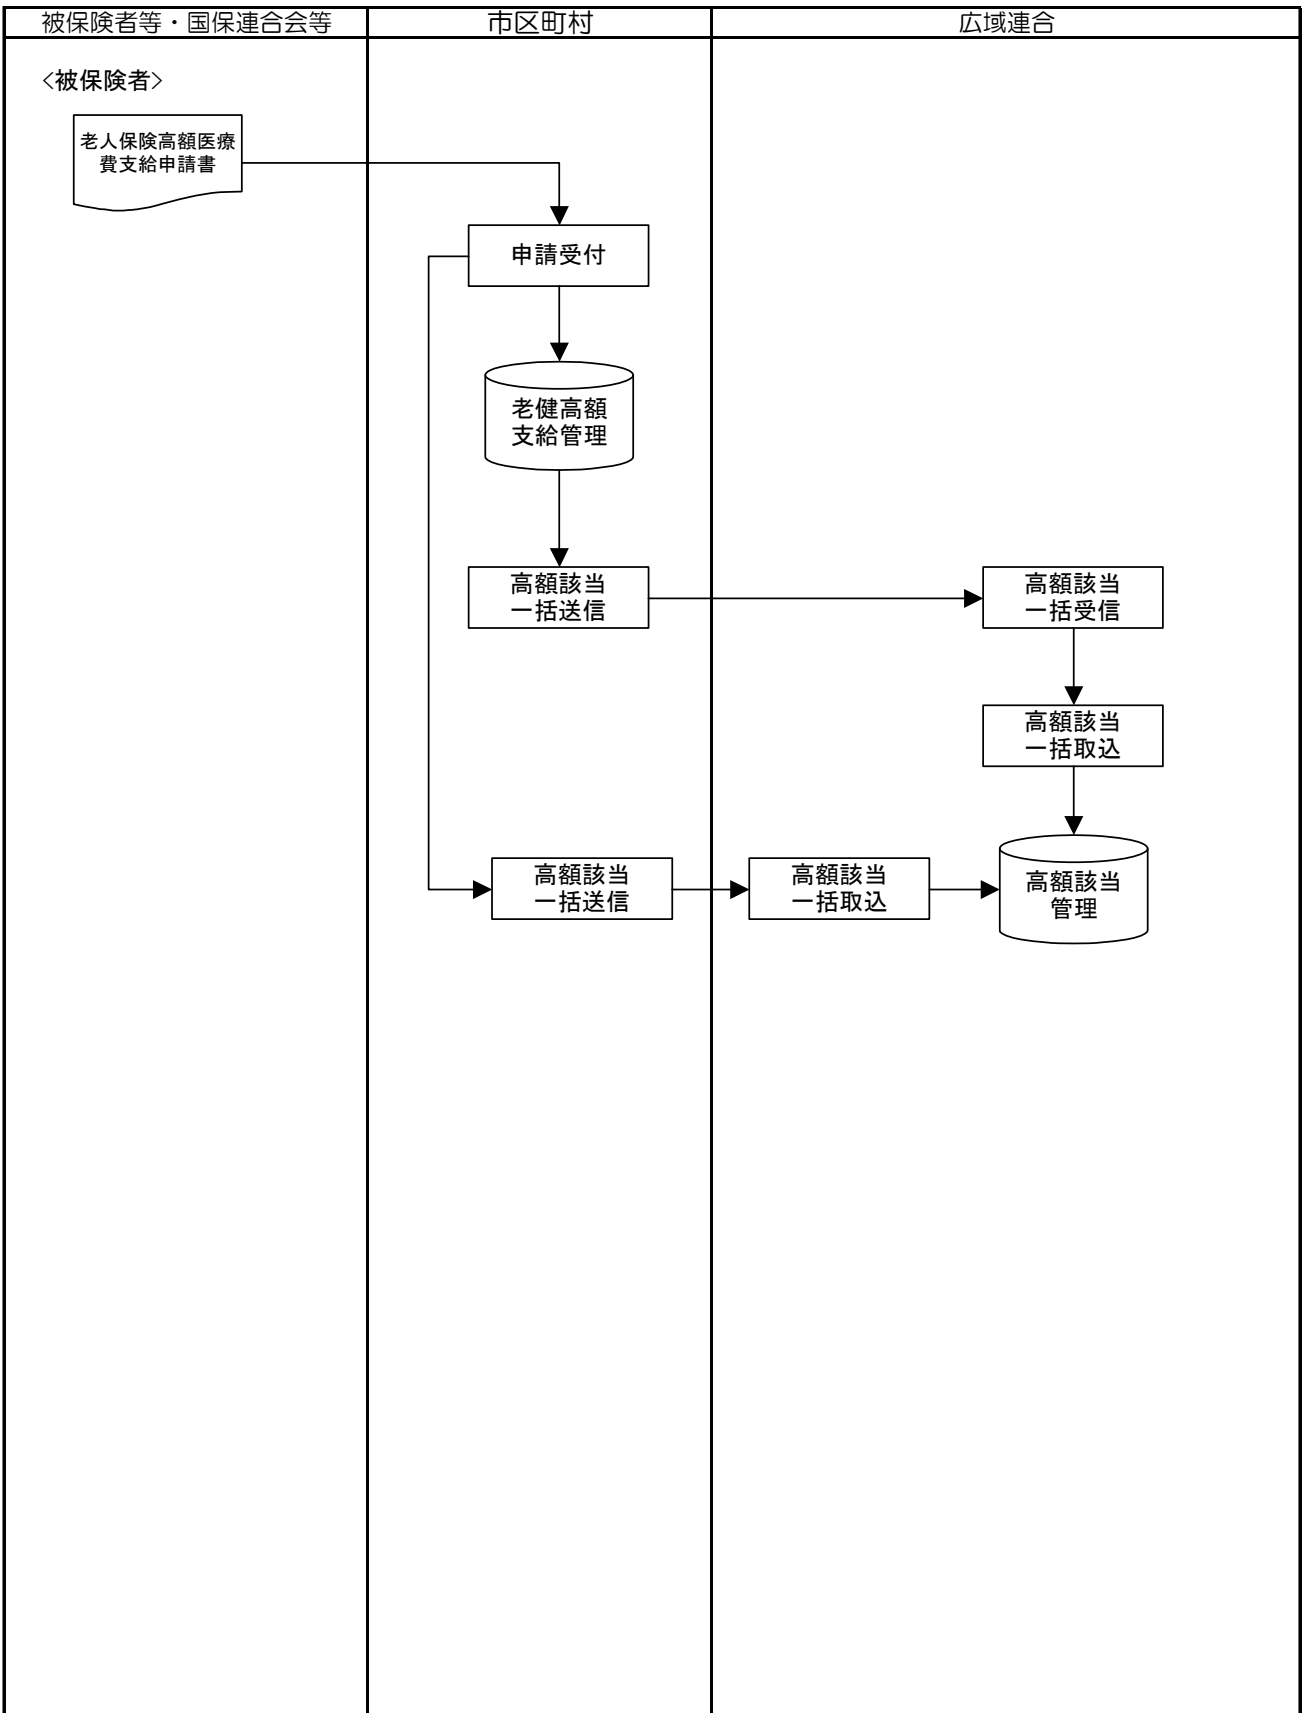 被保険者等・国保連合会等
市区町村
広域連合
<被保険者>
老人保険高額医療
費支給申請書
申請受付
老健高額
支給管理
高額該当
一括送信
高額該当
一括受信
高額該当
一括取込
高額該当
一括送信
高額該当
一括取込
高額該当
管理